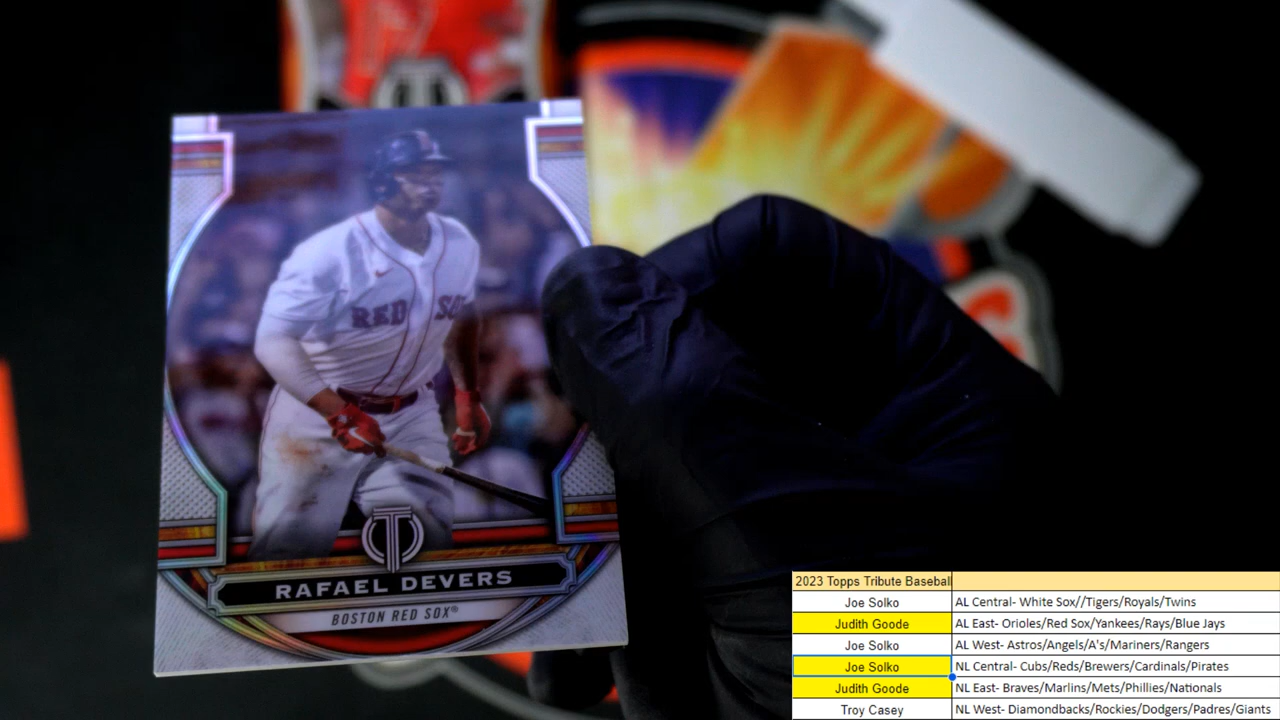 RED SOX
RAFAEL DEVERS
BOSTON RED SOX®
2023 Topps Tribute Baseball
Joe Solko AL Central- White Sox//Tigers/Royals/Twins
Judith Goode AL East- Orioles/Red Sox/Yankees/Rays/Blue Jays
Joe Solko AL West- Astros/Angels/A's/Mariners/Rangers
Joe Solko NL Central- Cubs/Reds/Brewers/Cardinals/Pirates
Judith Goode NL East- Braves/Marlins/Mets/Phillies/Nationals
Troy Casey NL West- Diamondbacks/Rockies/Dodgers/Padres/Giants